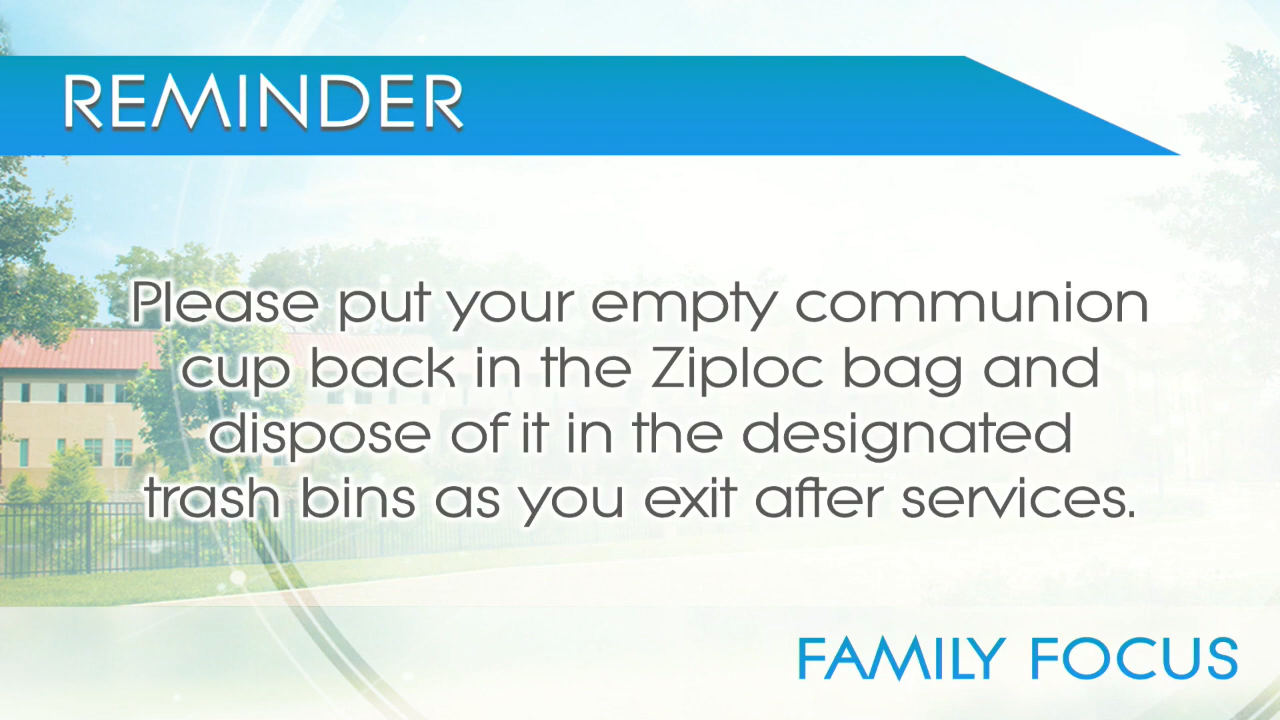 REMINDER
Please put your empty communion
cup back in the Ziploc bag and
dispose of it in the designated
trash bins as you exit after services.
FAMILY FOCUS